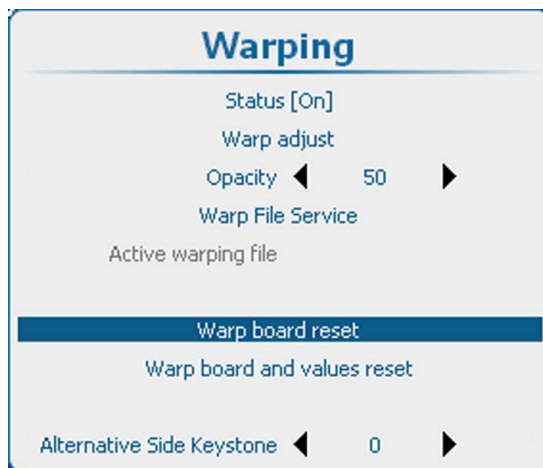 Warping
Status [On]
Warp adjust
Opacity 50
Warp File Service
Active warping file
Warp board reset
Warp board and values reset
Alternative Side Keystone 0